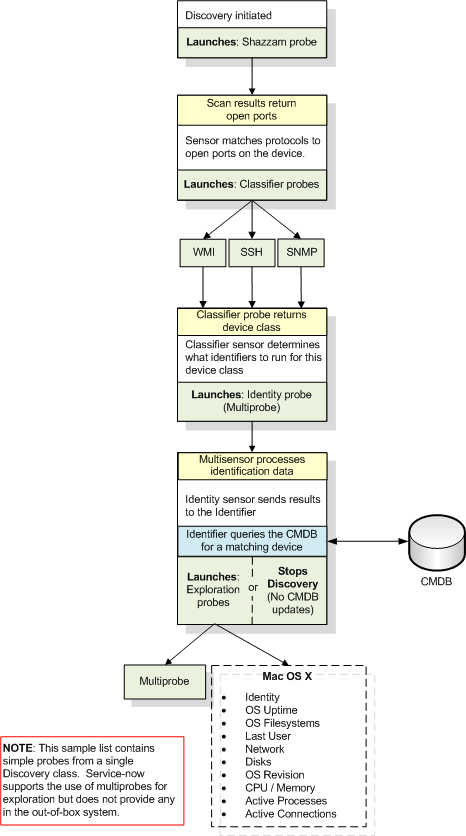 Discovery initiated
Launches: Shazzam probe
Scan results return
open ports
Sensor matches protocols to
open ports on the device.
Launches: Classifier probes
WMI
SSH
SNMP
Classifier probe returns
device class
Classifier sensor determines
what identifiers to run for this
device class
Launches: Identity probe
(Multiprobe)
Multisensor processes
identification data
Identity sensor sends results
to the Identifier
Identifier queries the CMDB
for a matching device
CMDB
Launches:
Exploration
probes
or
Stops
Discovery
(No CMDB
updates)
Multiprobe
Mac OS X
• Identity
• OS Uptime
• OS Filesystems
• Last User
• Network
• Disks
• OS Revision
• CPU / Memory
• Active Processes
• Active Connections
NOTE: This sample list contains
simple probes from a single
Discovery class. Service-now
supports the use of multiprobes for
exploration but does not provide any
in the out-of-box system.